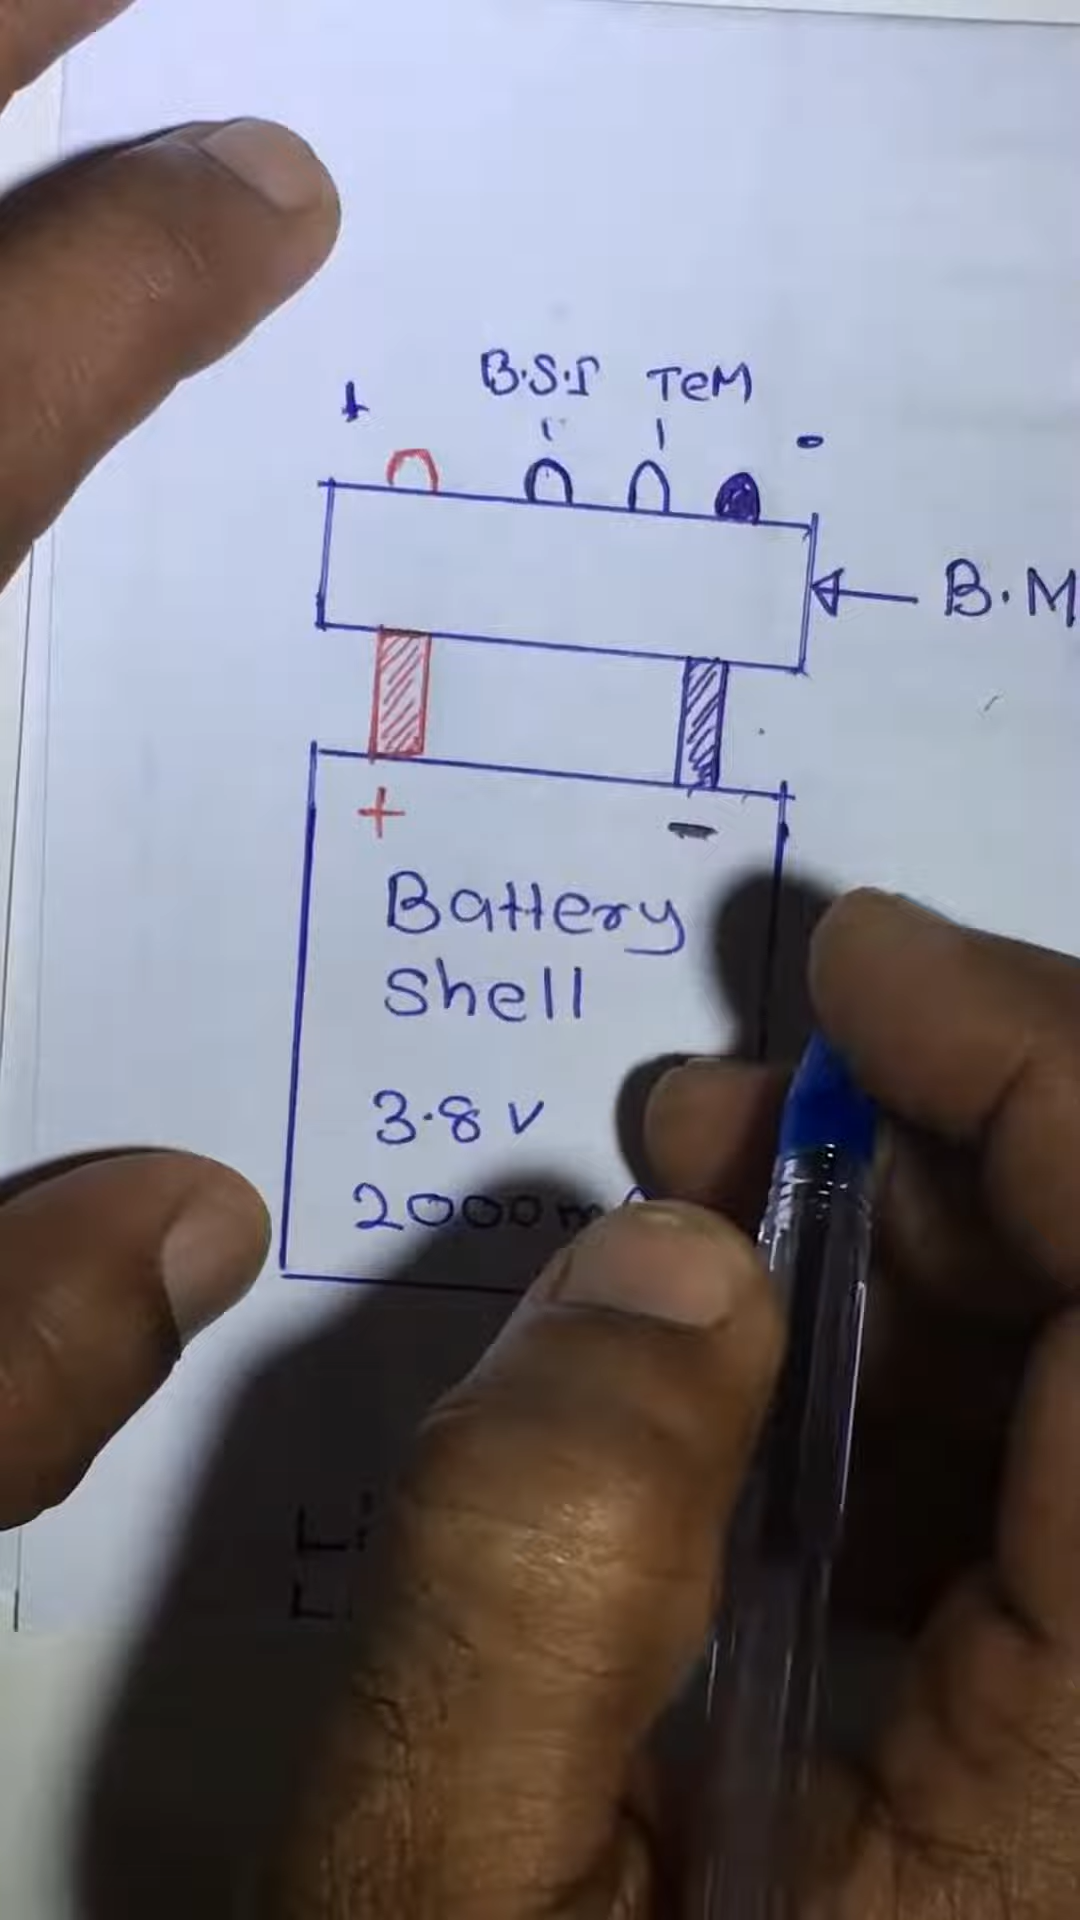 B.S.I TeM
+ -
B.M
+ -
Battery
Shell
3.8 V